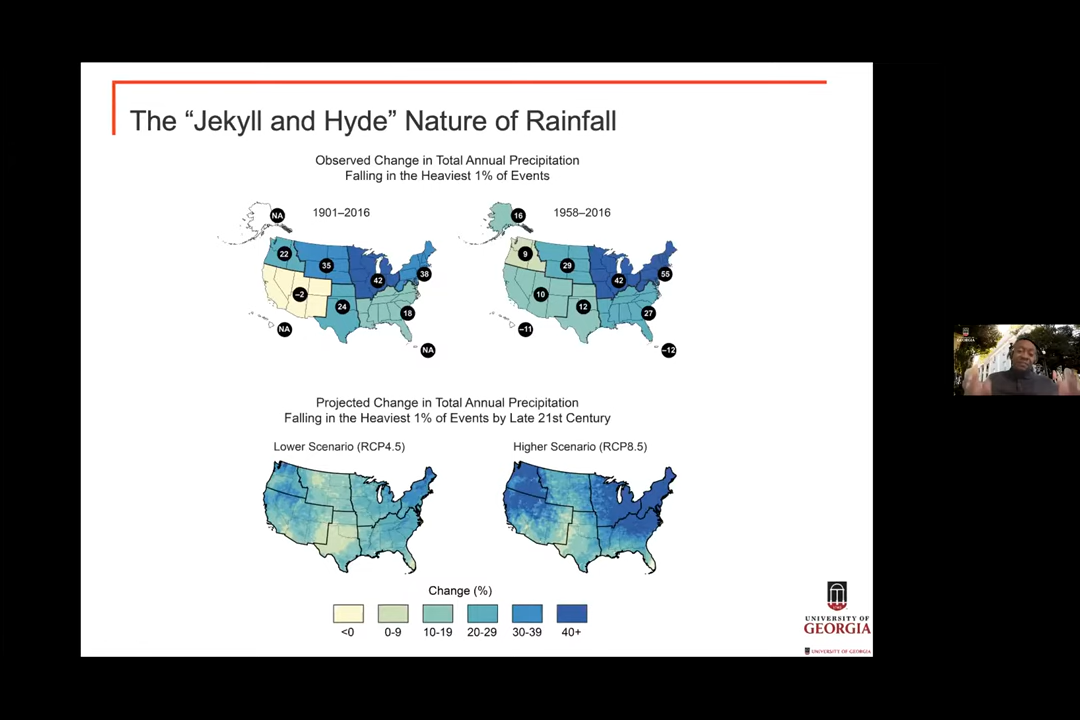 The “Jekyll and Hyde” Nature of Rainfall
Observed Change in Total Annual Precipitation
Falling in the Heaviest 1% of Events
1901–2016
NA
22
35
42
38
–2
24
18
NA
NA
1958–2016
16
9
29
42
55
10
12
27
–11
–12
Projected Change in Total Annual Precipitation
Falling in the Heaviest 1% of Events by Late 21st Century
Lower Scenario (RCP4.5)
Higher Scenario (RCP8.5)
Change (%)
<0
0-9
10-19
20-29
30-39
40+
UNIVERSITY OF
GEORGIA
UNIVERSITY OF GEORGIA
GEORGIA